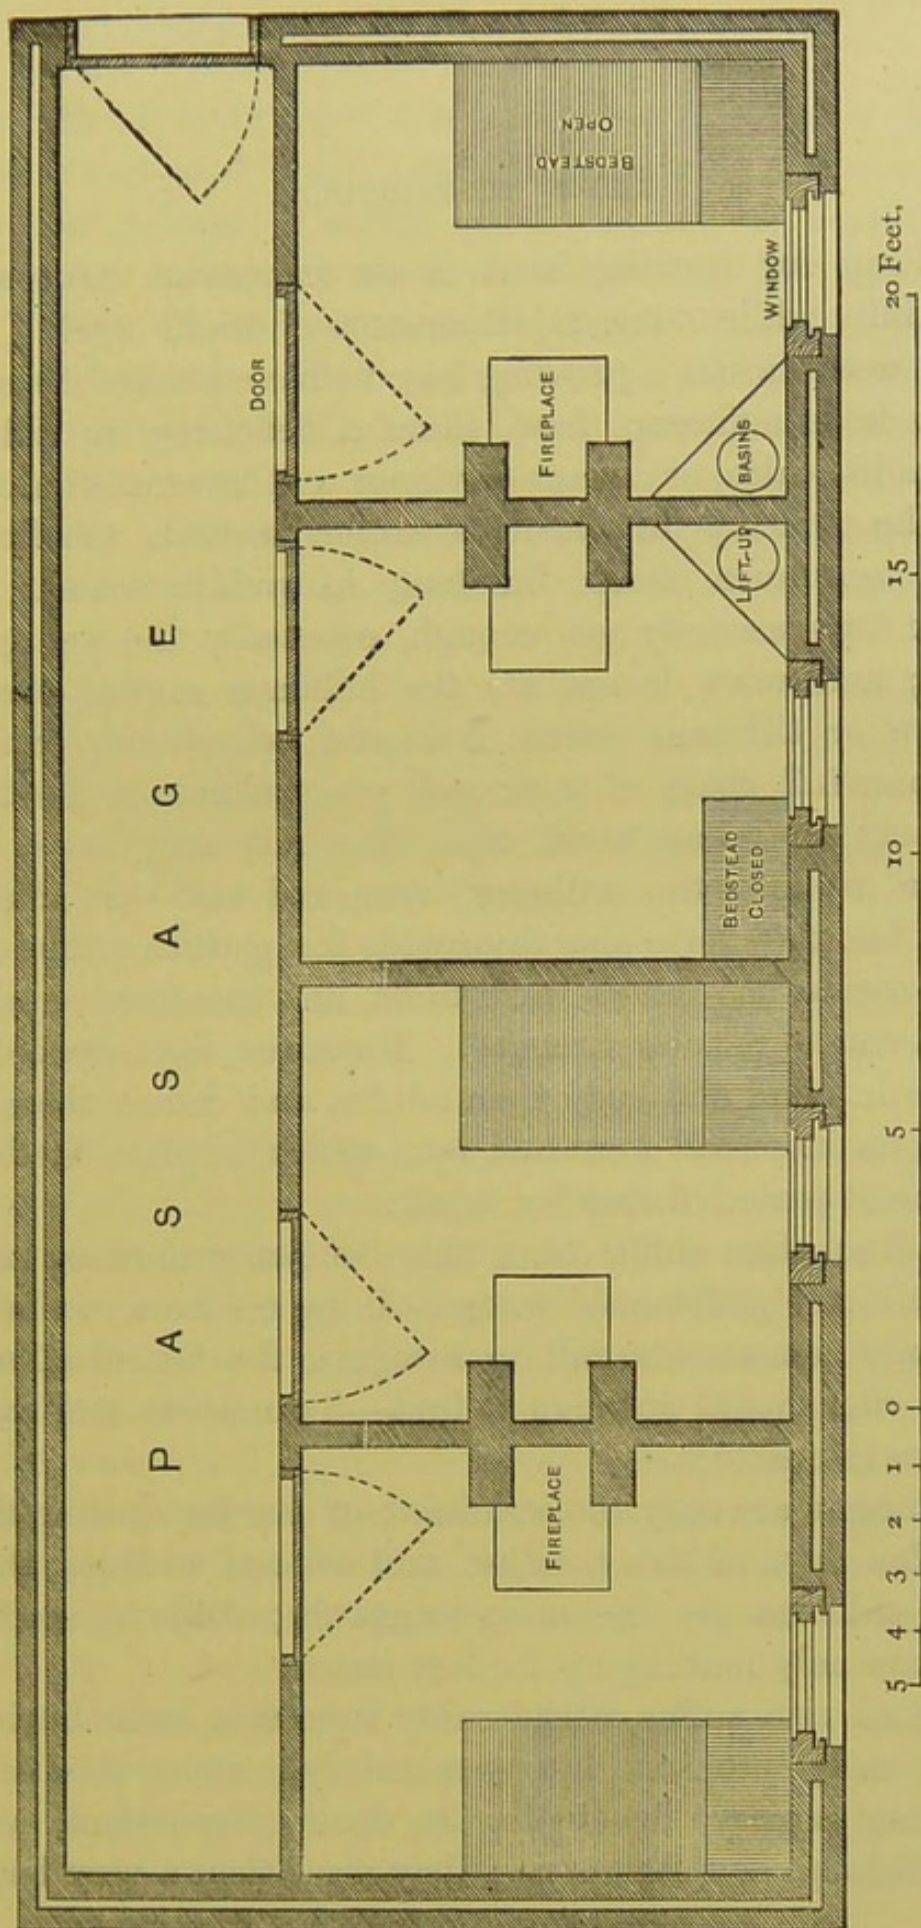 PASSAGE
DOOR
FIREPLACE
BASINS
LIFT-UP
BEDSTEAD
OPEN
WINDOW
BEDSTEAD
CLOSED
FIREPLACE
5 4 3 2 1 0 5 10 15 20 Feet.